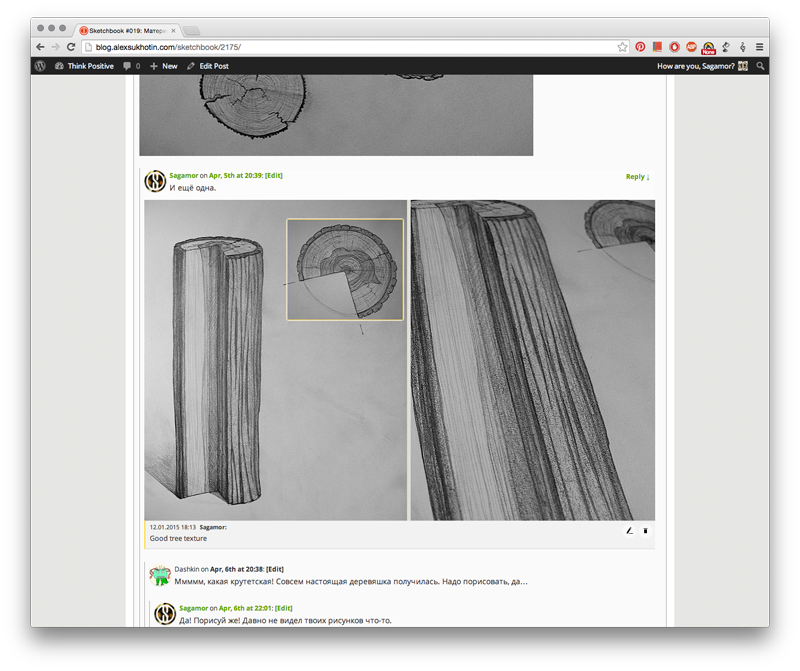 Sketchbook #019: Матери
blog.alexsukhotin.com/sketchbook/2175/
ABP
None
Think Positive 0 New Edit Post How are you, Sagamor?
Sagamor on Apr, 5th at 20:39: [Edit] Reply ↓
И ещё одна.
12.01.2015 18:13 Sagamor:
Good tree texture
Dashkin on Apr, 6th at 20:38: [Edit]
Ммммм, какая крутетская! Совсем настоящая деревяшка получилась. Надо порисовать, да…
Sagamor on Apr, 6th at 22:01: [Edit]
Да! Порисуй же! Давно не видел твоих рисунков что-то.